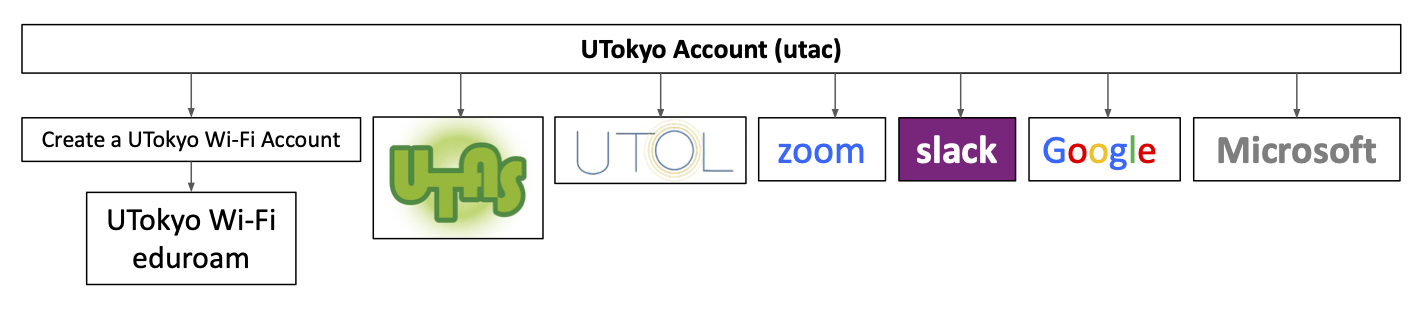 UTokyo Account (utac)
Create a UTokyo Wi-Fi Account
UTokyo Wi-Fi
eduroam
UTAS
UTOL
zoom
slack
Google
Microsoft